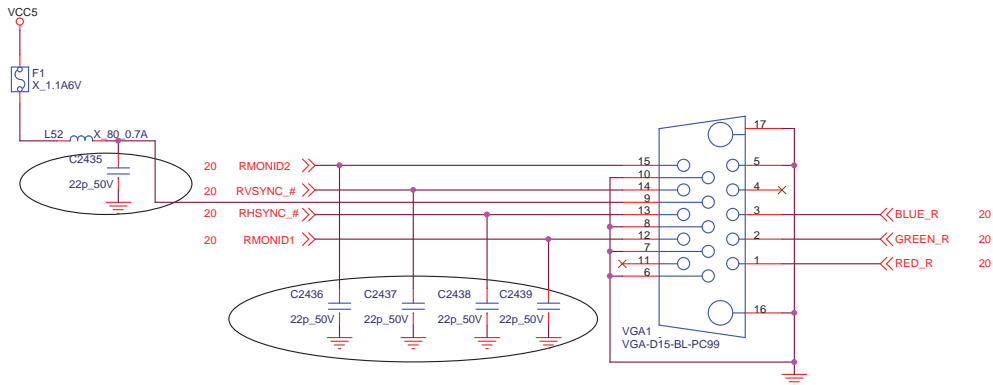 VCC5
F1
X_1.1A6V
L52 X_80_0.7A
C2435
22p_50V
20 RMONID2
20 RVSYNC_#
20 RHSYNC_#
20 RMONID1
15
10
14
9
13
8
12
7
11
6
17
5
4
3
2
1
16
BLUE_R 20
GREEN_R 20
RED_R 20
C2436
22p_50V
C2437
22p_50V
C2438
22p_50V
C2439
22p_50V
VGA1
VGA-D15-BL-PC99